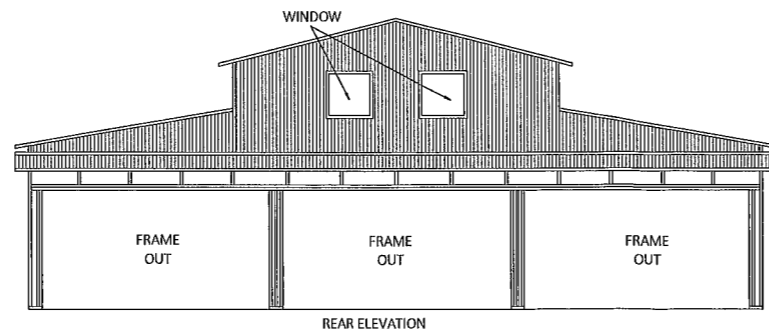 WINDOW
FRAME
OUT
FRAME
OUT
FRAME
OUT
REAR ELEVATION